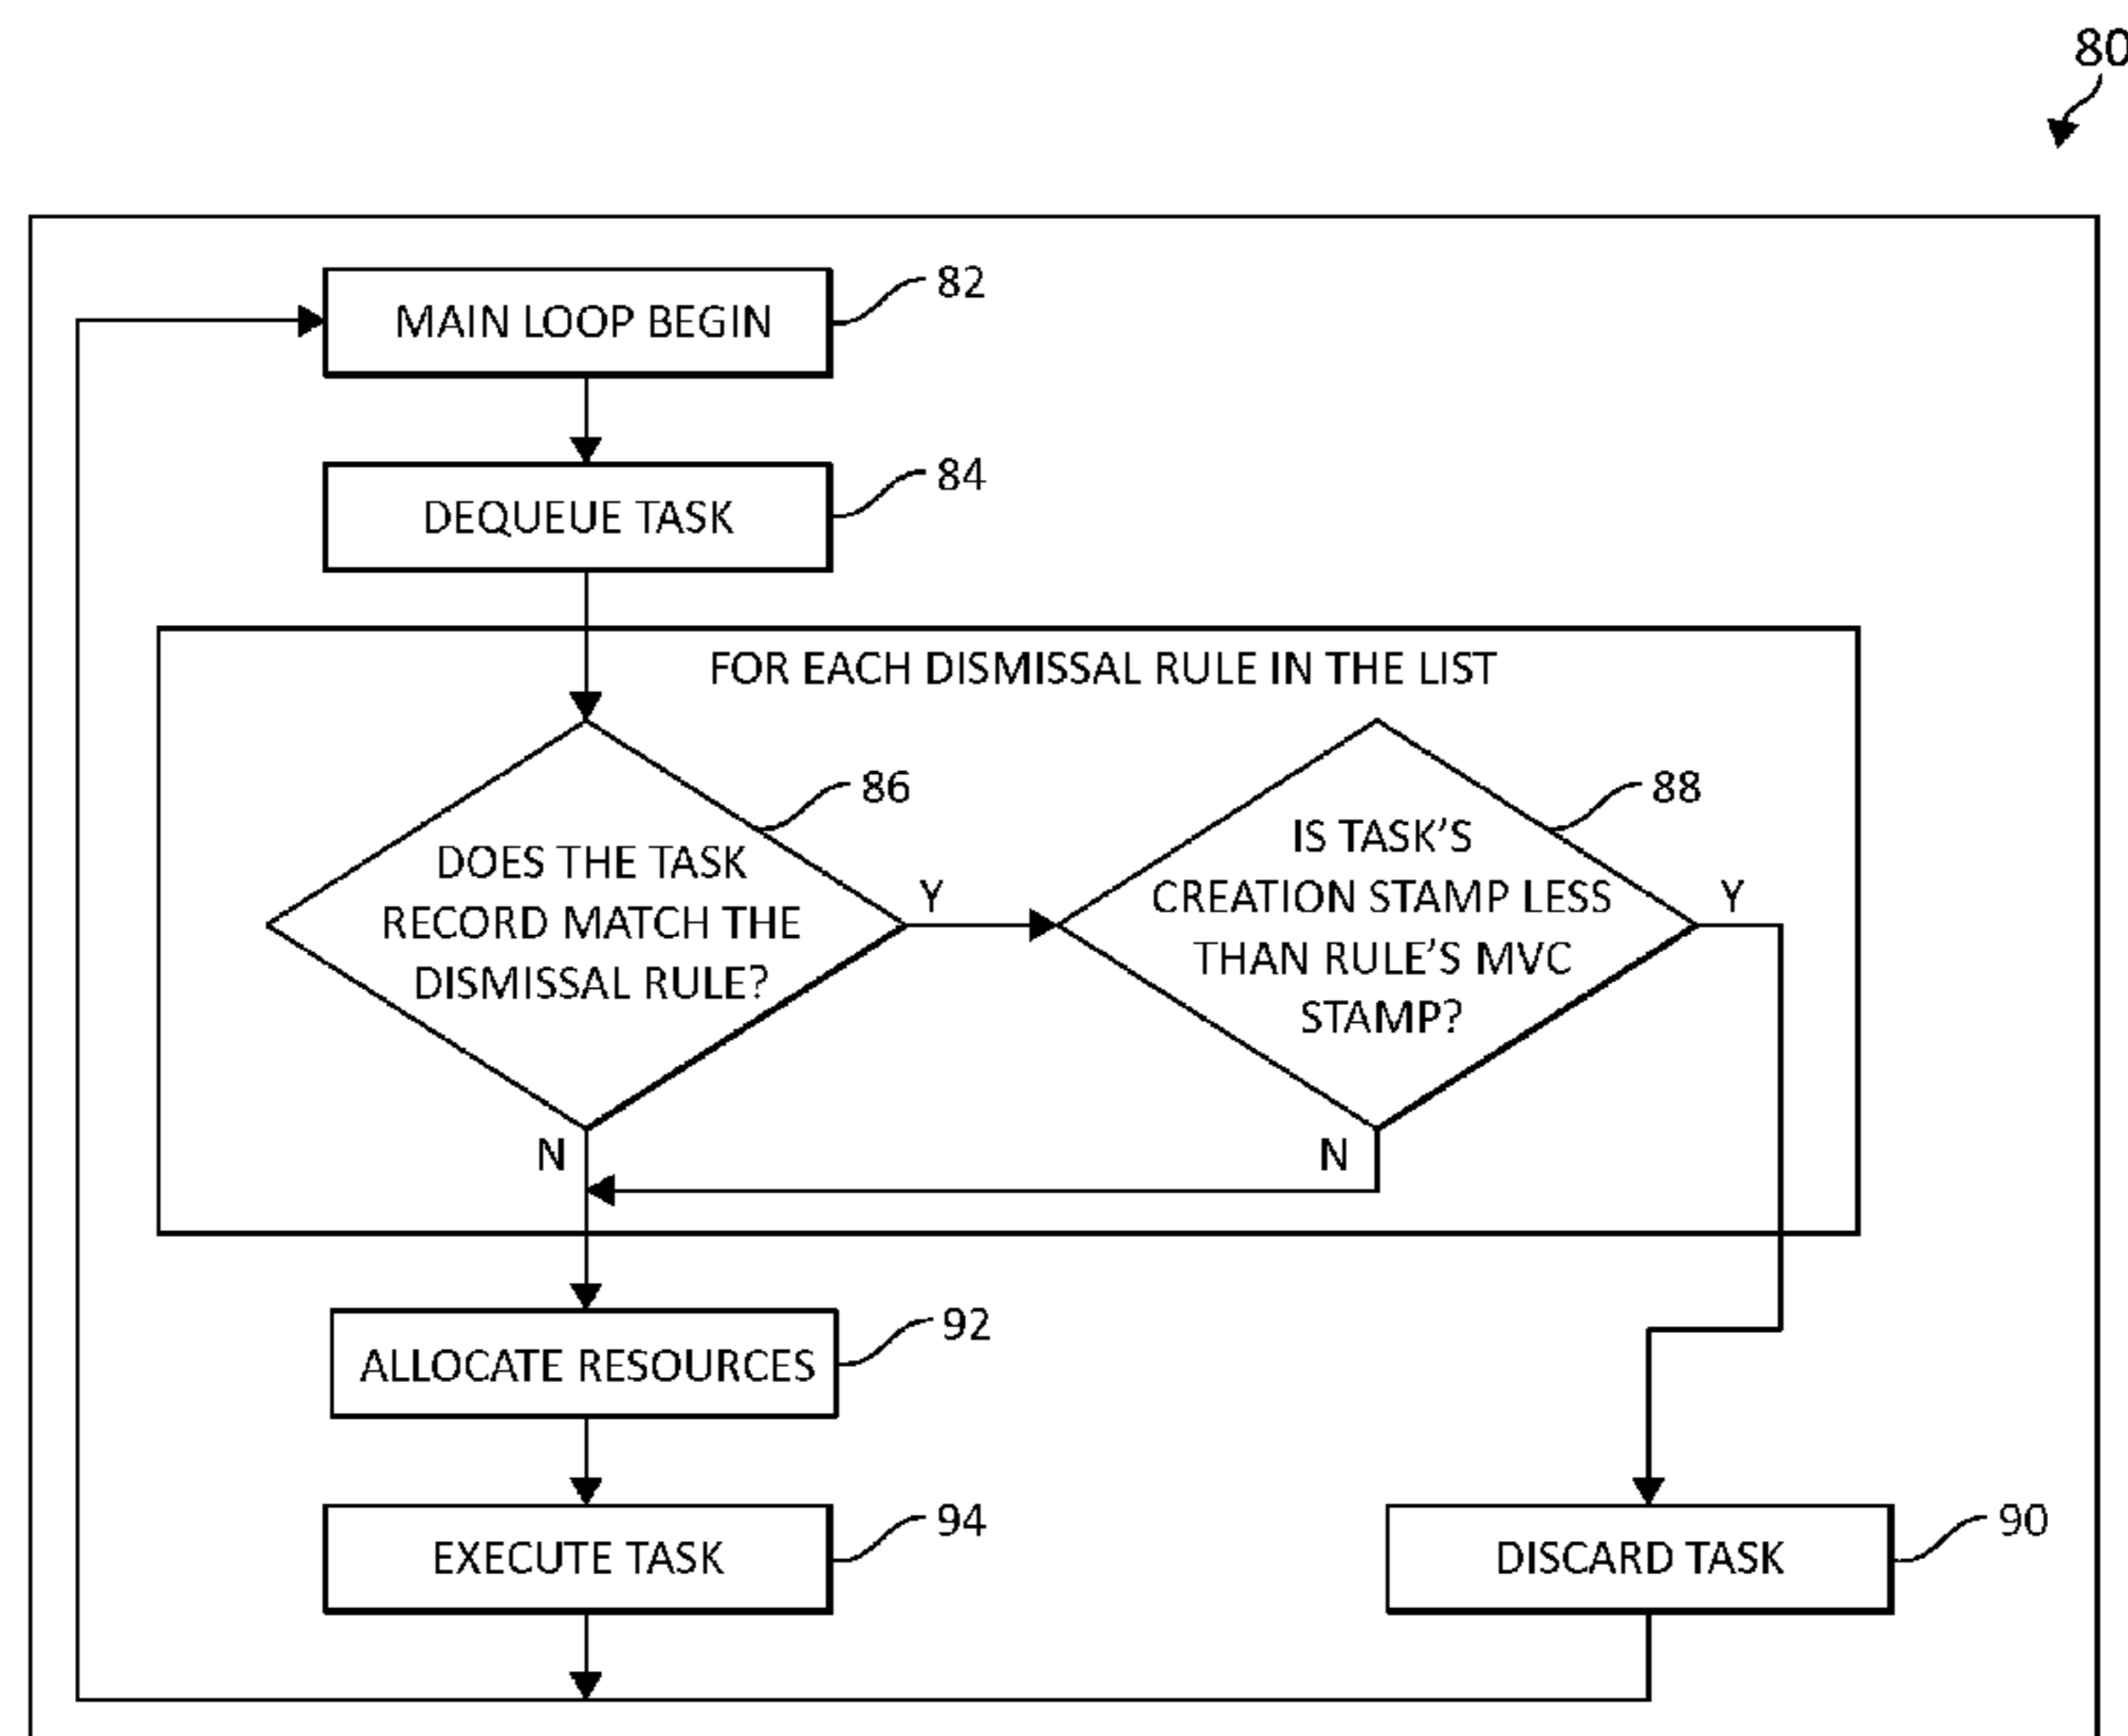 80
MAIN LOOP BEGIN
82
DEQUEUE TASK
84
FOR EACH DISMISSAL RULE IN THE LIST
86
DOES THE TASK
RECORD MATCH THE
DISMISSAL RULE?
Y
N
88
IS TASK'S
CREATION STAMP LESS
THAN RULE'S MVC
STAMP?
Y
N
ALLOCATE RESOURCES
92
EXECUTE TASK
94
DISCARD TASK
90